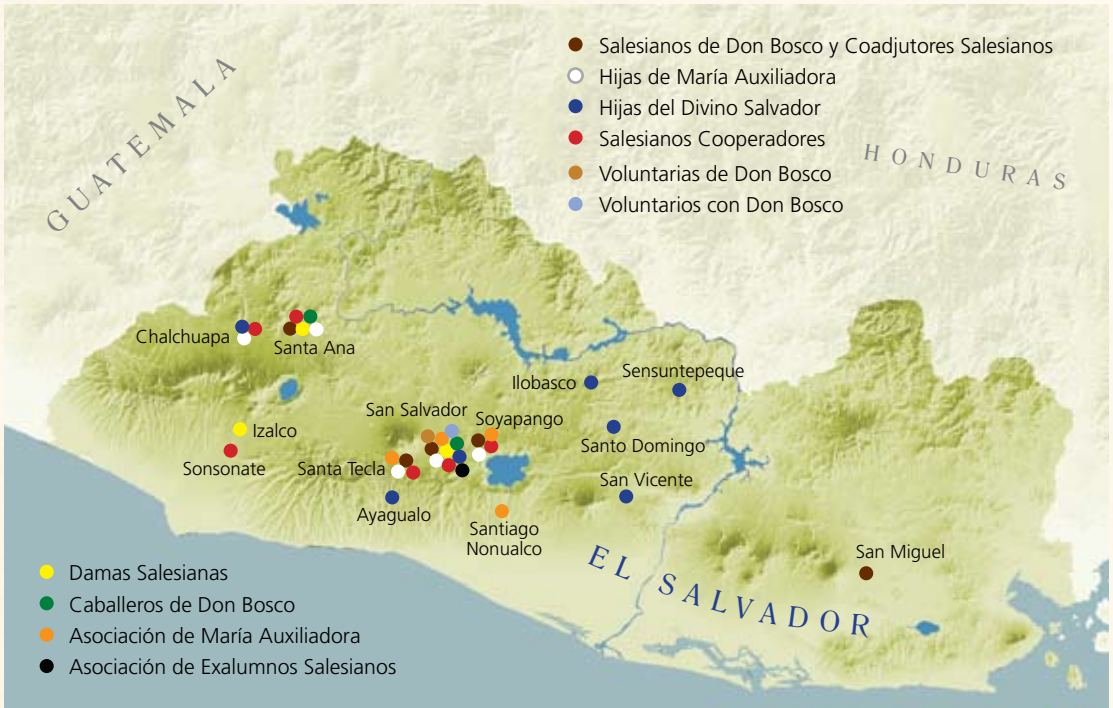 Salesianos de Don Bosco y Coadjutores Salesianos
Hijas de María Auxiliadora
Hijas del Divino Salvador
Salesianos Cooperadores
Voluntarias de Don Bosco
Voluntarios con Don Bosco
GUATEMALA
HONDURAS
Chalchuapa
Santa Ana
Ilobasco
Sensuntepeque
San Salvador
Soyapango
Izalco
Santo Domingo
Sonsonate
Santa Tecla
San Vicente
Ayagualo
Santiago
Nonualco
San Miguel
EL SALVADOR
Damas Salesianas
Caballeros de Don Bosco
Asociación de María Auxiliadora
Asociación de Exalumnos Salesianos